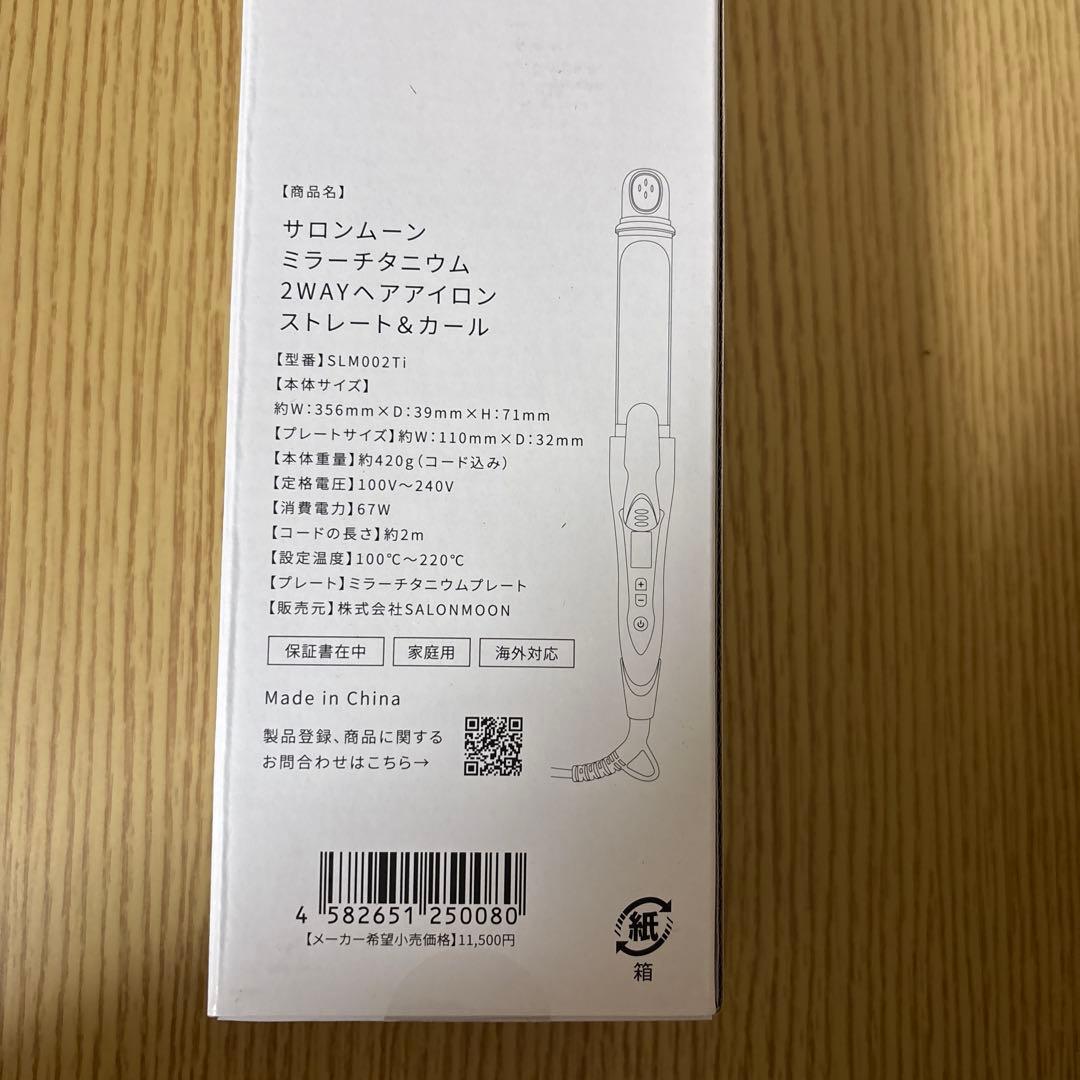 【商品名】
サロンムーン
ミラーチタニウム
2WAYヘアアイロン
ストレート&カール
【型番】SLM002Ti
【本体サイズ】
約W:356mm×D:39mm×H:71mm
【プレートサイズ】約W:110mm×D:32mm
【本体重量】約420g(コード込み)
【定格電圧】100V～240V
【消費電力】67W
【コードの長さ】約2m
【設定温度】100℃～220℃
【プレート】ミラーチタニウムプレート
【販売元】株式会社SALONMOON
保証書在中 家庭用 海外対応
Made in China
製品登録、商品に関する
お問合わせはこちら→
4 582651 250080
【メーカー希望小売価格】11,500円
紙
箱